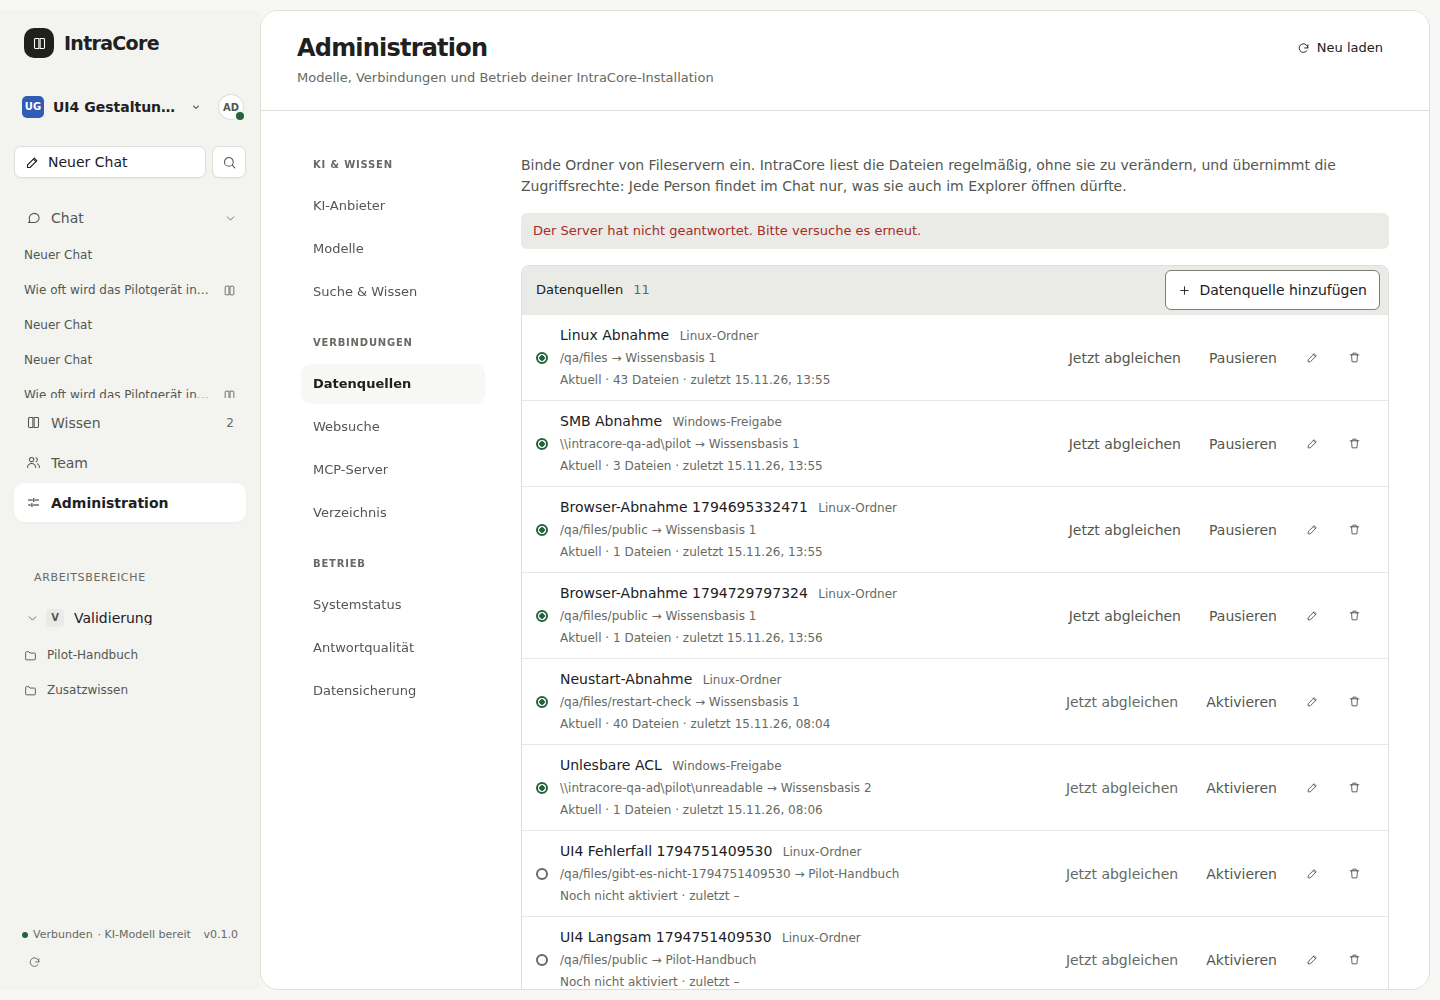 IntraCore
UG UI4 Gestaltun... AD
Neuer Chat
Chat
Neuer Chat
Wie oft wird das Pilotgerät in...
Neuer Chat
Neuer Chat
Wie oft wird das Pilotgerät in...
Wissen 2
Team
Administration
ARBEITSBEREICHE
V Validierung
Pilot-Handbuch
Zusatzwissen
Verbunden · KI-Modell bereit v0.1.0
Administration
Modelle, Verbindungen und Betrieb deiner IntraCore-Installation
Neu laden
KI & WISSEN
KI-Anbieter
Modelle
Suche & Wissen
VERBINDUNGEN
Datenquellen
Websuche
MCP-Server
Verzeichnis
BETRIEB
Systemstatus
Antwortqualität
Datensicherung
Binde Ordner von Fileservern ein. IntraCore liest die Dateien regelmäßig, ohne sie zu verändern, und übernimmt die
Zugriffsrechte: Jede Person findet im Chat nur, was sie auch im Explorer öffnen dürfte.
Der Server hat nicht geantwortet. Bitte versuche es erneut.
Datenquellen 11
+ Datenquelle hinzufügen
Linux Abnahme Linux-Ordner
/qa/files → Wissensbasis 1
Aktuell · 43 Dateien · zuletzt 15.11.26, 13:55
Jetzt abgleichen Pausieren
SMB Abnahme Windows-Freigabe
\\intracore-qa-ad\pilot → Wissensbasis 1
Aktuell · 3 Dateien · zuletzt 15.11.26, 13:55
Jetzt abgleichen Pausieren
Browser-Abnahme 1794695332471 Linux-Ordner
/qa/files/public → Wissensbasis 1
Aktuell · 1 Dateien · zuletzt 15.11.26, 13:55
Jetzt abgleichen Pausieren
Browser-Abnahme 1794729797324 Linux-Ordner
/qa/files/public → Wissensbasis 1
Aktuell · 1 Dateien · zuletzt 15.11.26, 13:56
Jetzt abgleichen Pausieren
Neustart-Abnahme Linux-Ordner
/qa/files/restart-check → Wissensbasis 1
Aktuell · 40 Dateien · zuletzt 15.11.26, 08:04
Jetzt abgleichen Aktivieren
Unlesbare ACL Windows-Freigabe
\\intracore-qa-ad\pilot\unreadable → Wissensbasis 2
Aktuell · 1 Dateien · zuletzt 15.11.26, 08:06
Jetzt abgleichen Aktivieren
UI4 Fehlerfall 1794751409530 Linux-Ordner
/qa/files/gibt-es-nicht-1794751409530 → Pilot-Handbuch
Noch nicht aktiviert · zuletzt –
Jetzt abgleichen Aktivieren
UI4 Langsam 1794751409530 Linux-Ordner
/qa/files/public → Pilot-Handbuch
Noch nicht aktiviert · zuletzt –
Jetzt abgleichen Aktivieren